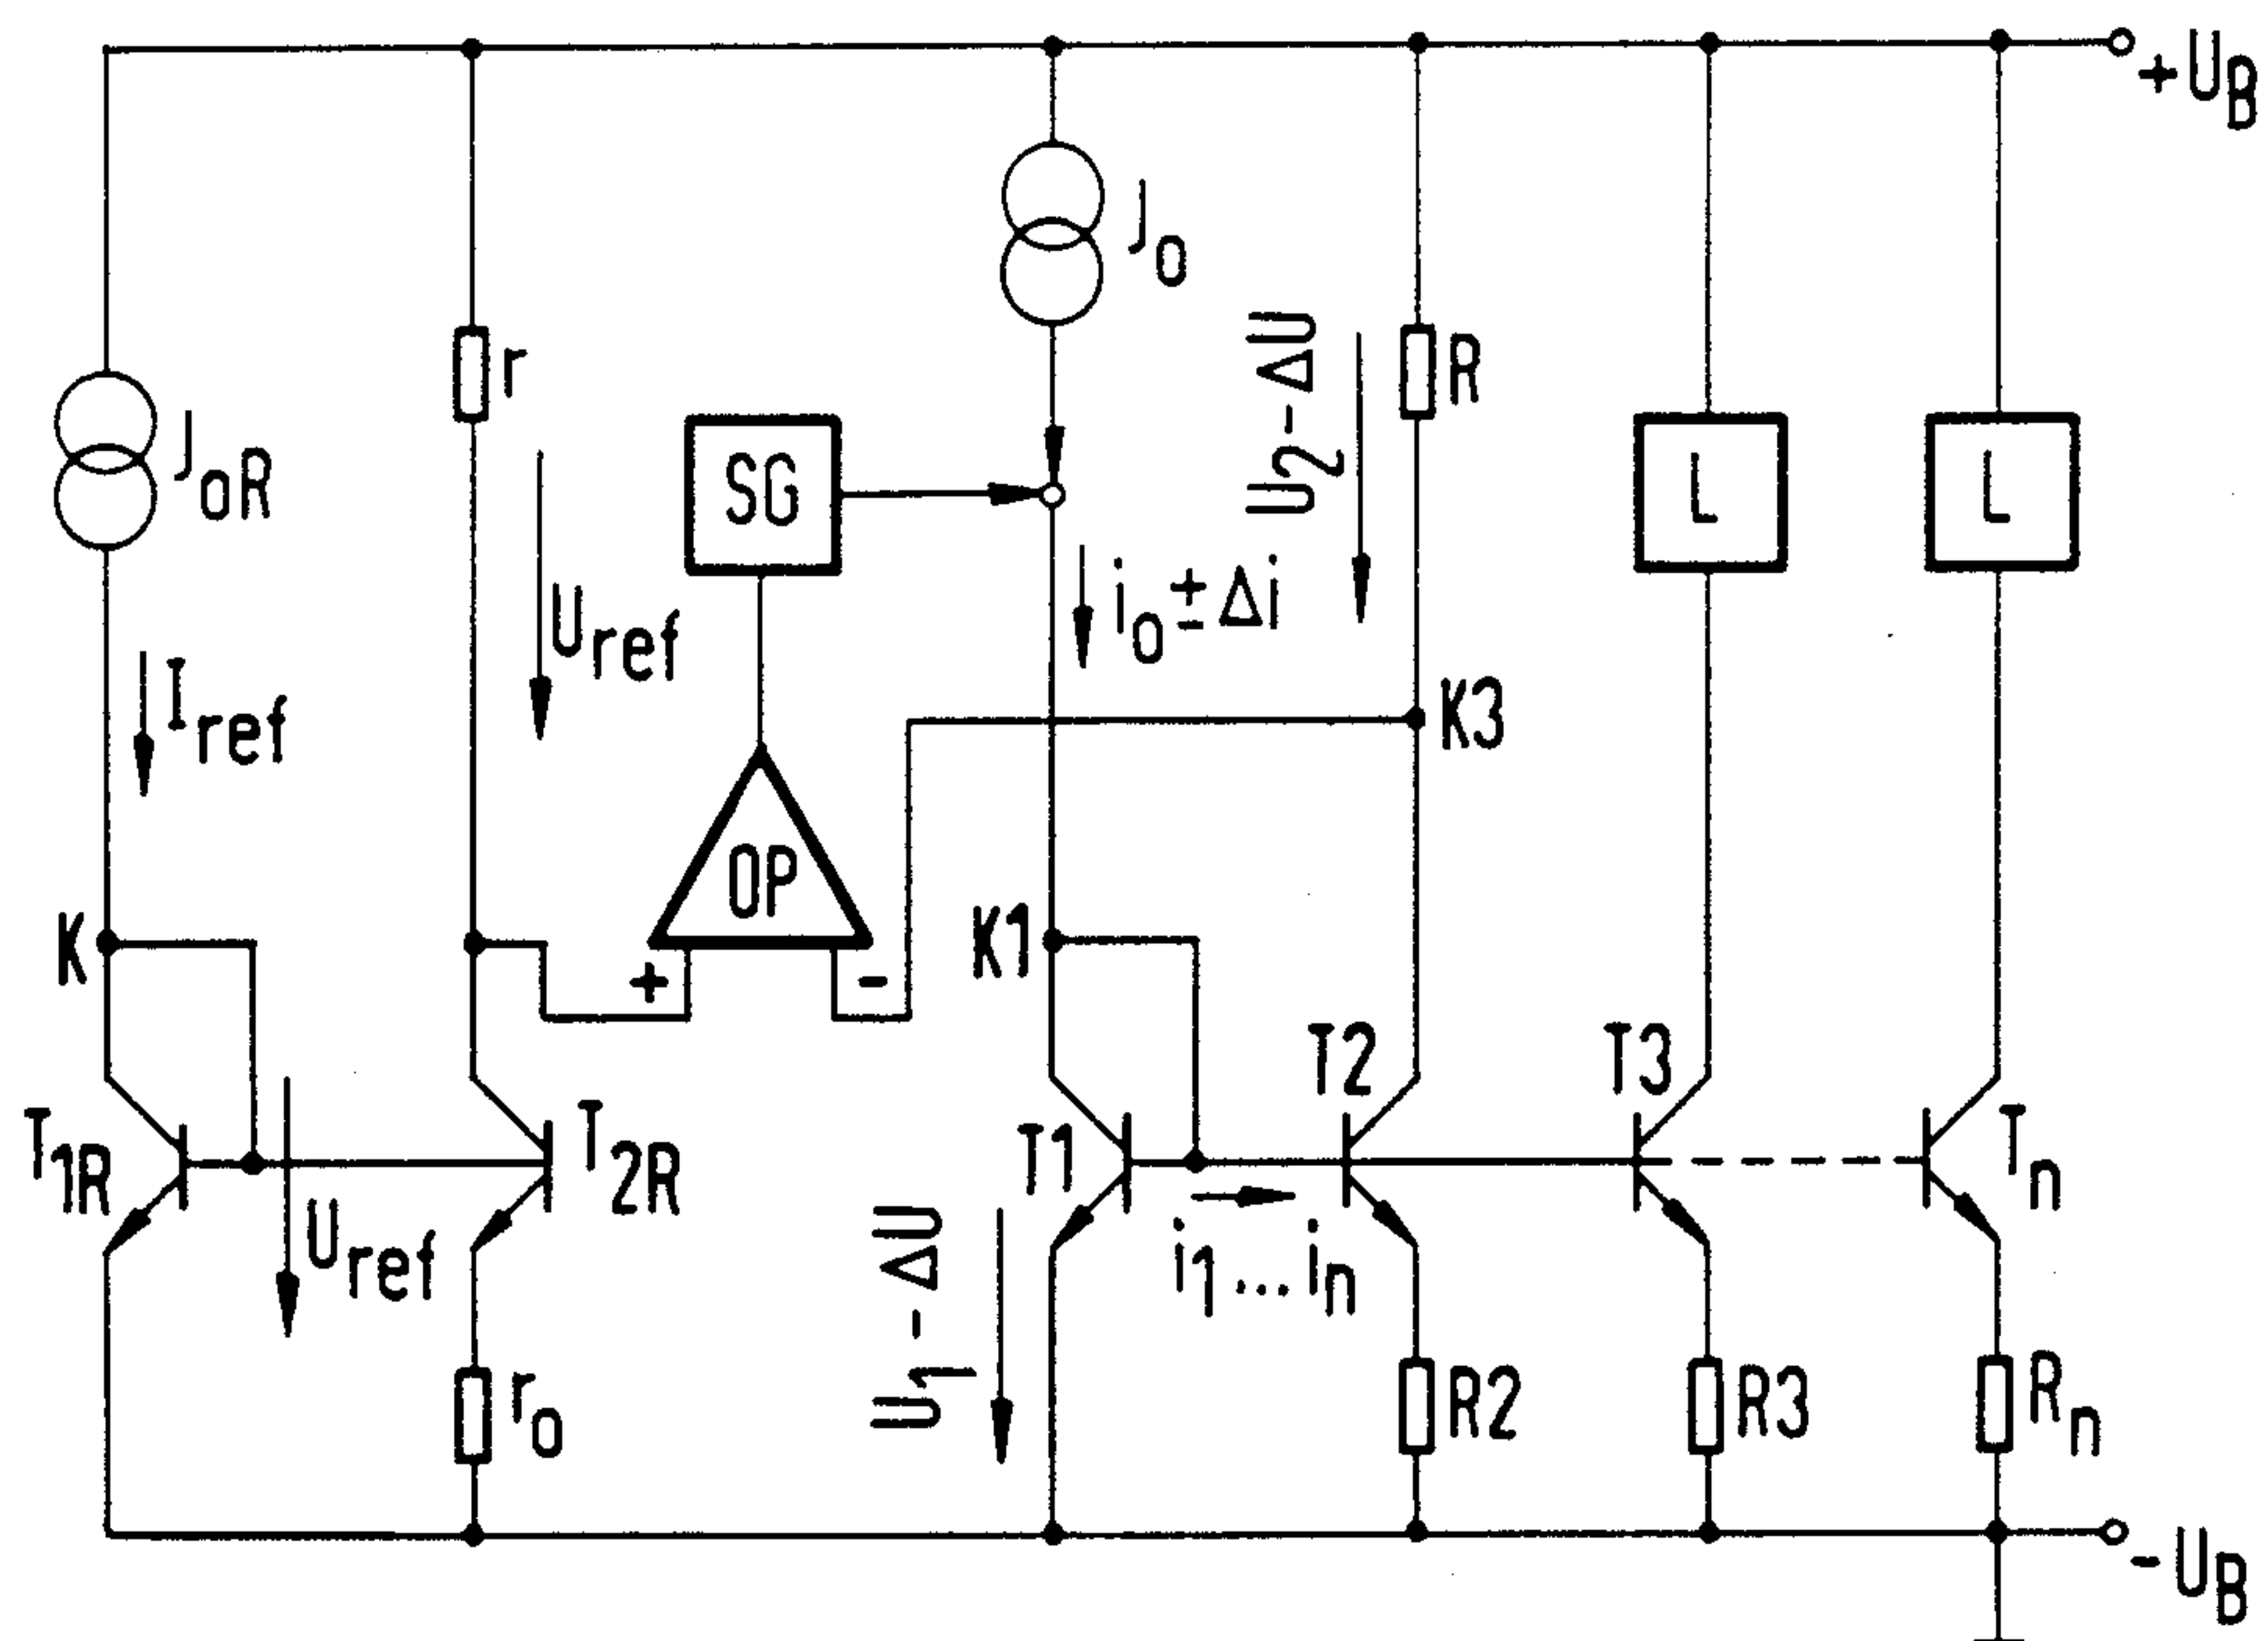 +U_B
J_o
r
R
U_2-ΔU
J_oR
SG
L
L
U_ref
i_o±Δi
I_ref
K3
OP
K
K1
+
-
T2
T3
T_1R
T_2R
T1
T_n
U_ref
U_1-ΔU
i_1...i_n
r_o
R2
R3
R_n
-U_B